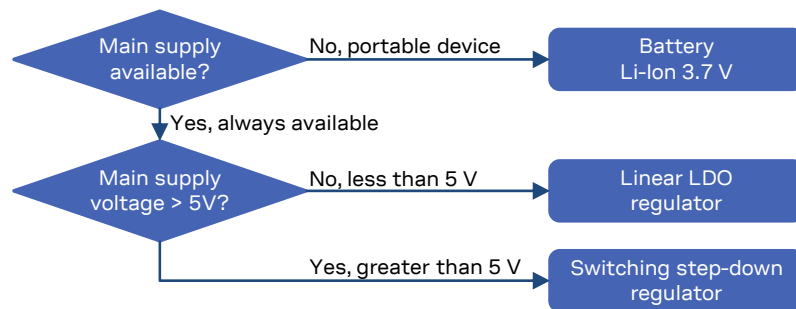 Main supply
available?
No, portable device
Battery
Li-Ion 3.7 V
Yes, always available
Main supply
voltage > 5V?
No, less than 5 V
Linear LDO
regulator
Yes, greater than 5 V
Switching step-down
regulator